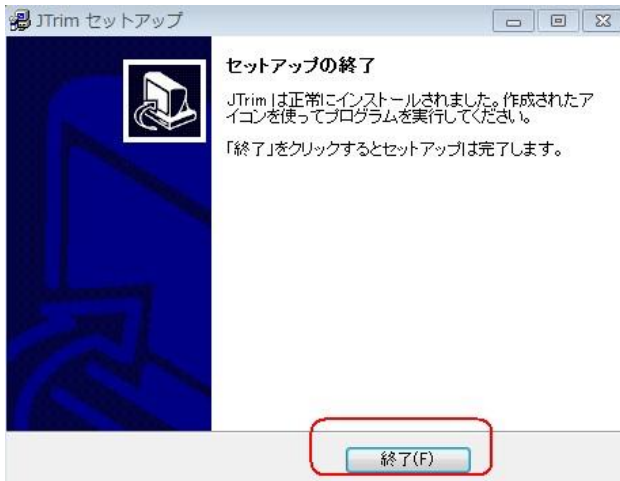 JTrim セットアップ
セットアップの終了
JTrim は正常にインストールされました。作成されたア
イコンを使ってプログラムを実行してください。
「終了」をクリックするとセットアップは完了します。
終了(F)